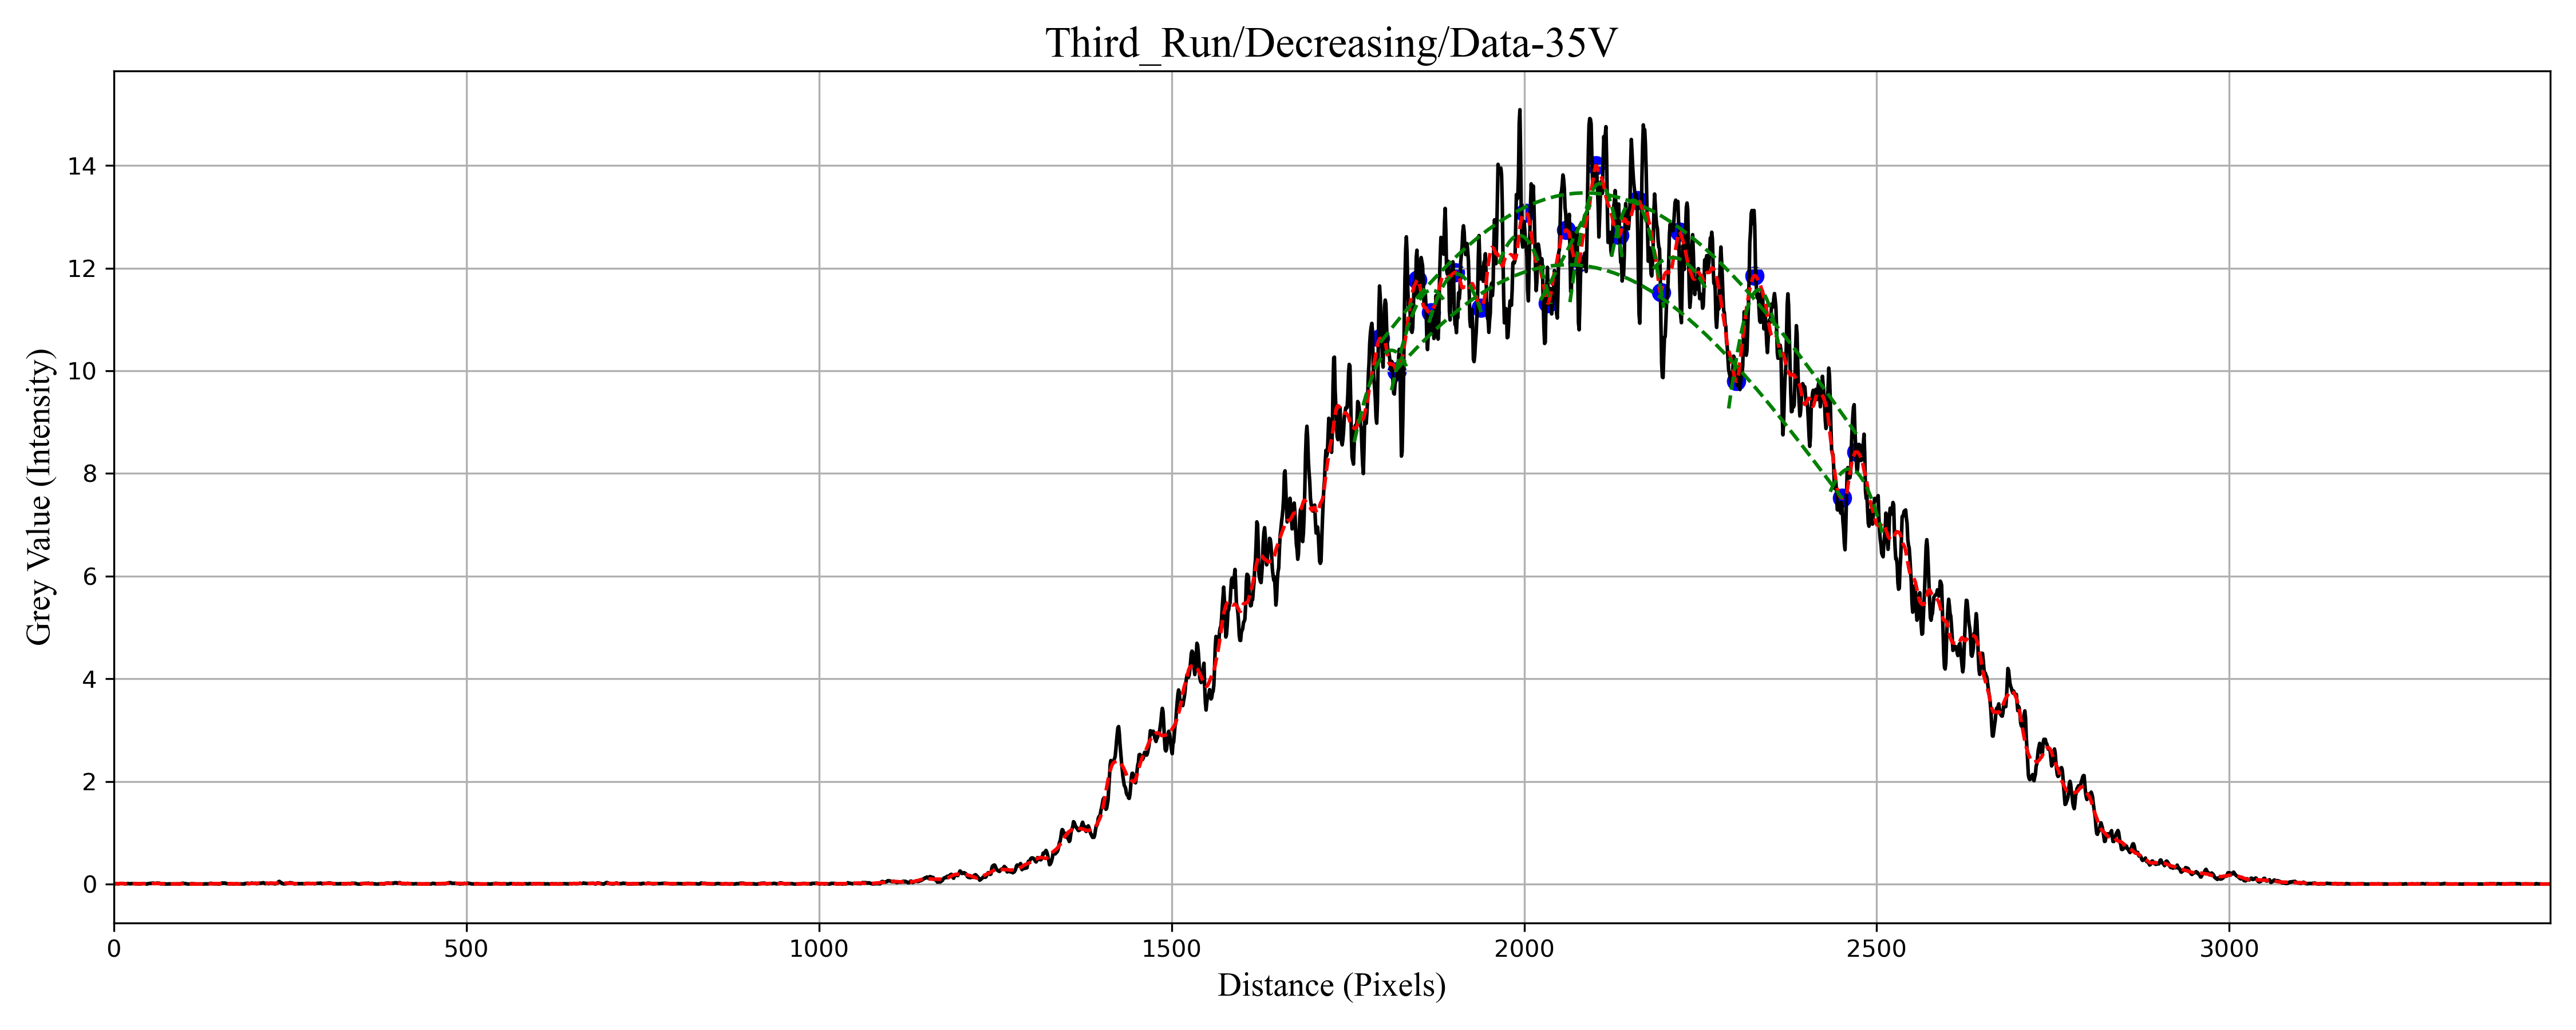 Third_Run/Decreasing/Data-35V
Grey Value (Intensity)
14
12
10
8
6
4
2
0
0 500 1000 1500 2000 2500 3000
Distance (Pixels)